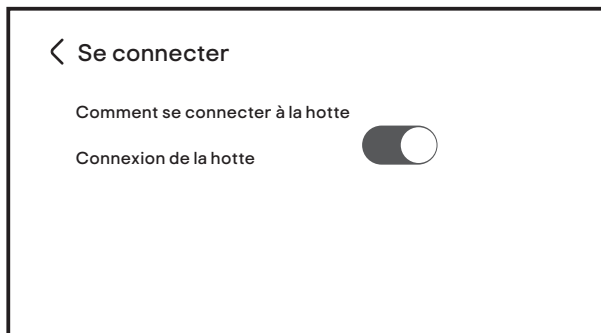 Se connecter
Comment se connecter à la hotte
Connexion de la hotte